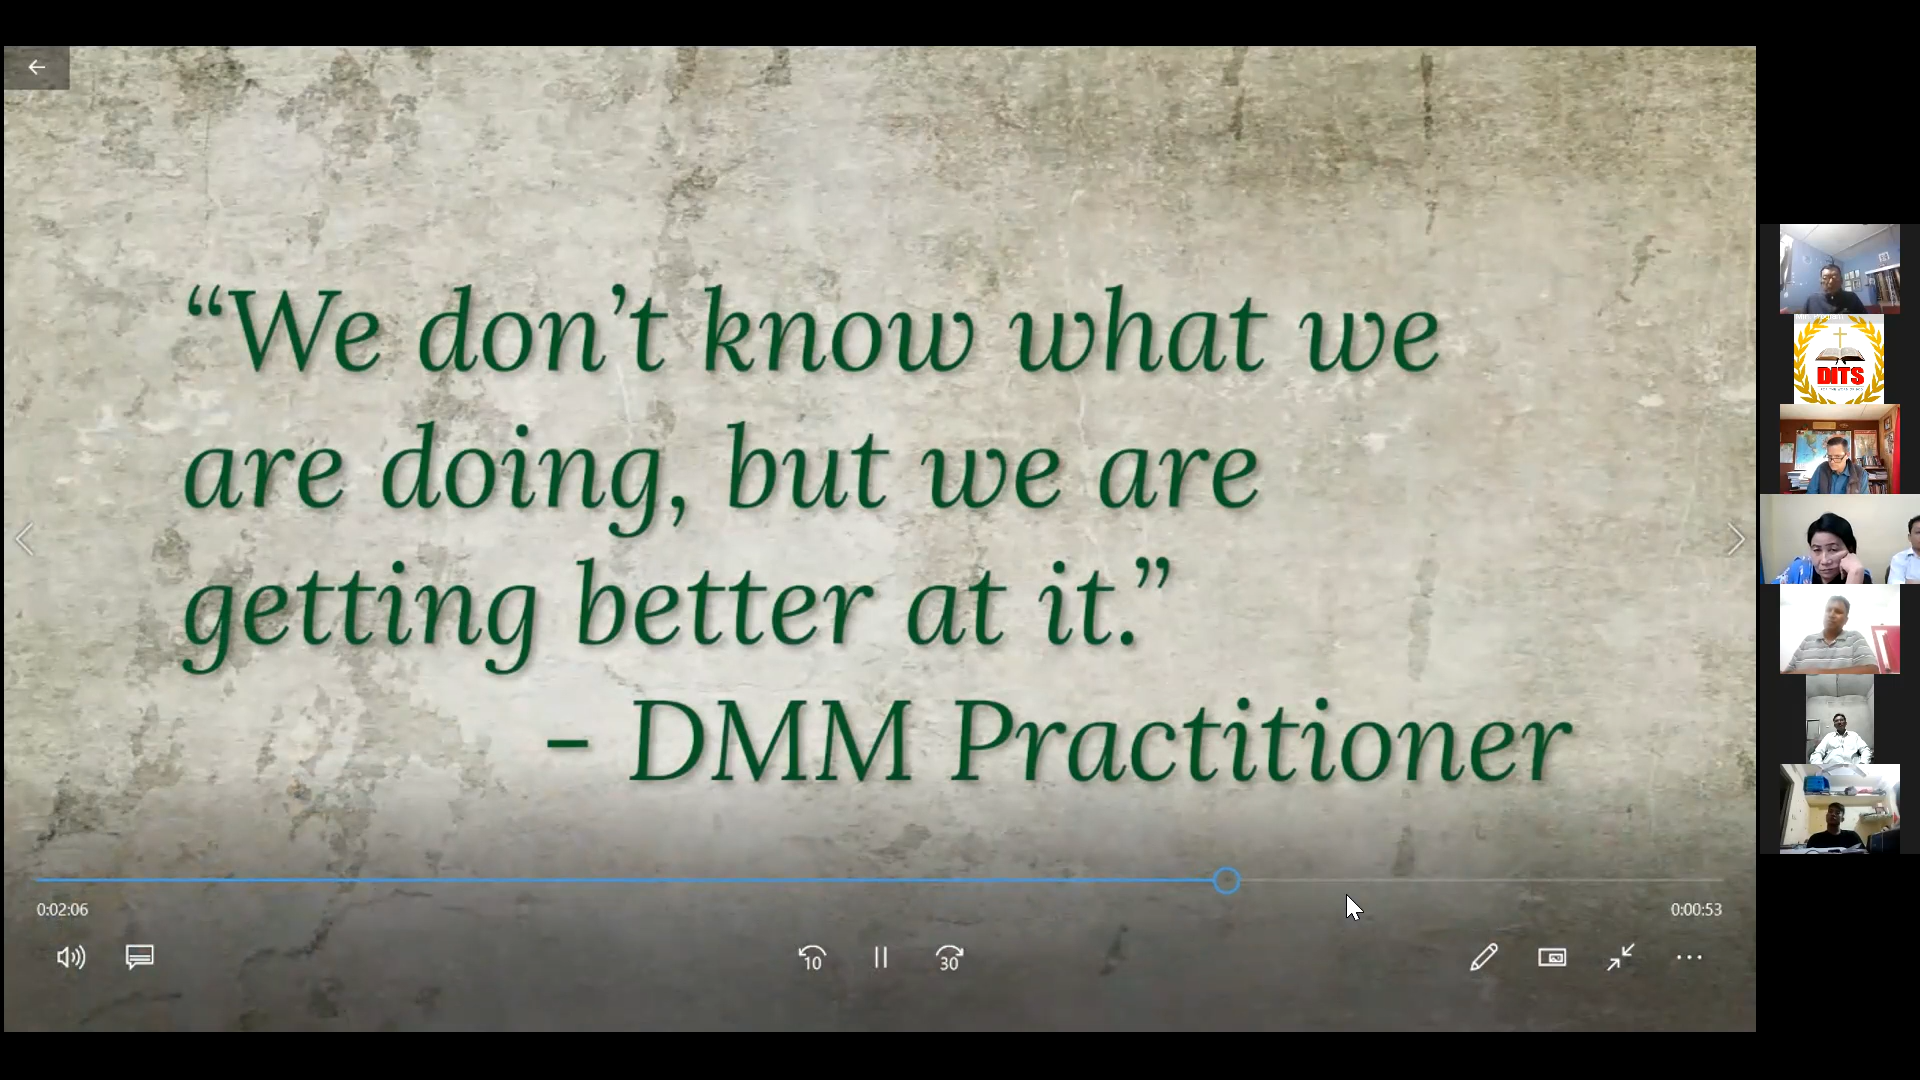 “We don’t know what we
are doing, but we are
getting better at it.”
– DMM Practitioner
0:02:06
0:00:53
10
30
DITS